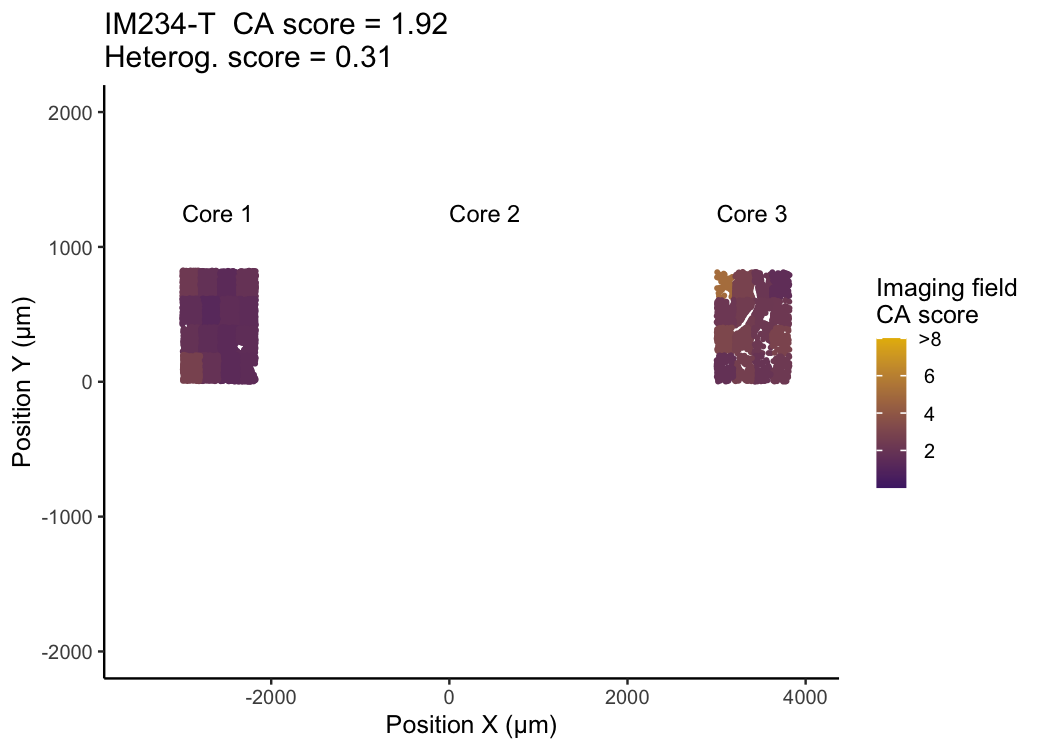 IM234-T  CA score = 1.92
Heterog. score = 0.31
2000
1000
0
-1000
-2000
Position Y (µm)
Core 1
Core 2
Core 3
-2000
0
2000
4000
Position X (µm)
Imaging field
CA score
>8
6
4
2